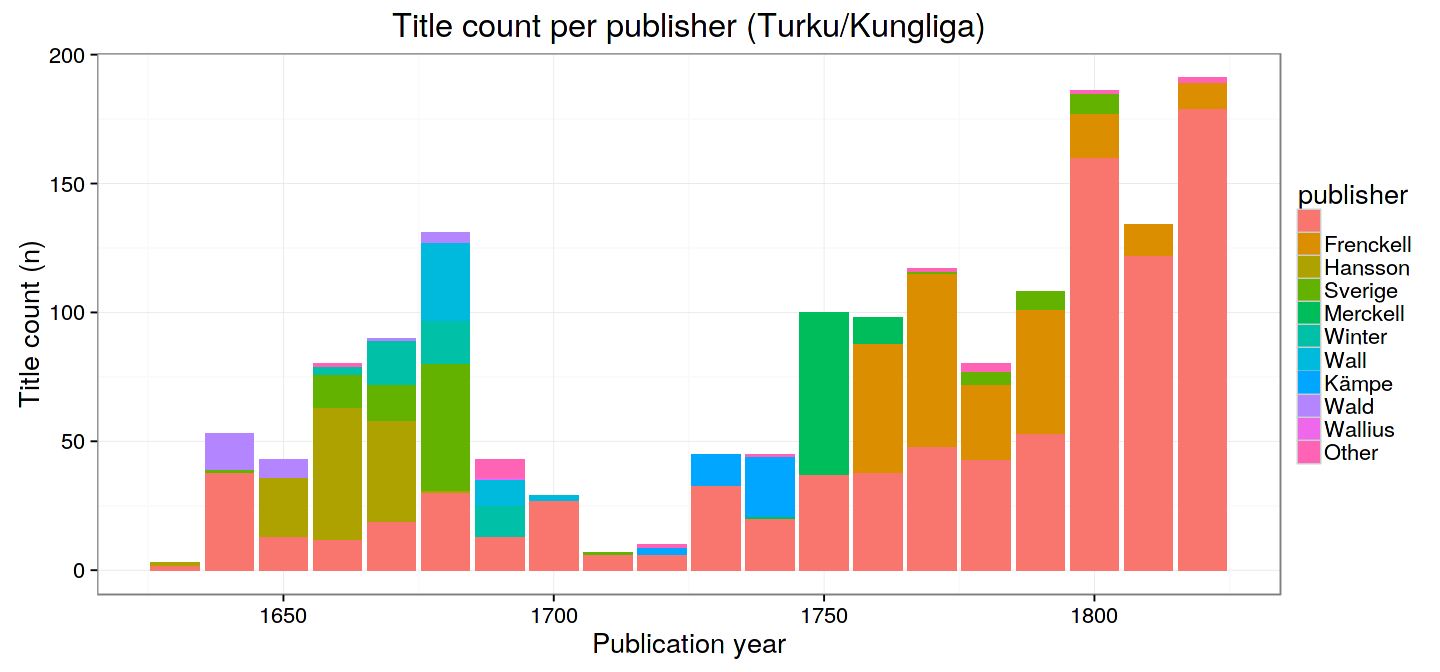 Title count per publisher (Turku/Kungliga)
200
150
100
50
0
Title count (n)
1650 1700 1750 1800
Publication year
publisher
Frenckell
Hansson
Sverige
Merckell
Winter
Wall
Kämpe
Wald
Wallius
Other